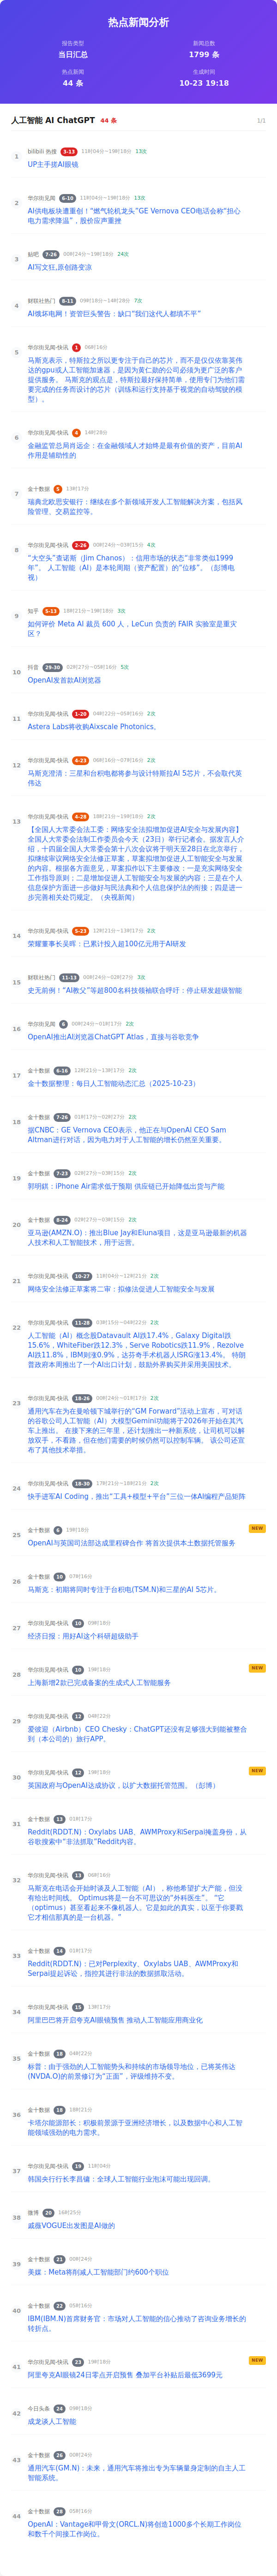 热点新闻分析
报告类型
新闻总数
当日汇总
1799 条
热点新闻
生成时间
44 条
10-23 19:18
人工智能 AI ChatGPT 44 条 1/1
1
bilibili 热搜 3-13 11时04分~19时18分 13次
UP主手搓AI眼镜
2
华尔街见闻 6-10 11时04分~19时18分 13次
AI供电板块遭重创！“燃气轮机龙头”GE Vernova CEO电话会称“担心
电力需求降温”，股价应声重挫
3
贴吧 7-26 00时24分~19时18分 24次
AI写文狂,原创路变凉
4
财联社热门 8-11 09时18分~14时28分 7次
AI饿坏电网！资管巨头警告：缺口“我们这代人都填不平”
5
华尔街见闻-快讯 1 06时16分
马斯克表示，特斯拉之所以更专注于自己的芯片，而不是仅仅依靠英伟
达的gpu或人工智能加速器，是因为黄仁勋的公司必须为更广泛的客户
提供服务。 马斯克的观点是，特斯拉最好保持简单，使用专门为他们需
要完成的任务而设计的芯片（训练和运行支持基于视觉的自动驾驶的模
型）。
6
华尔街见闻-快讯 4 14时28分
金融监管总局肖远企：在金融领域人才始终是最有价值的资产，目前AI
作用是辅助性的
7
金十数据 5 13时17分
瑞典北欧思安银行：继续在多个新领域开发人工智能解决方案，包括风
险管理、交易监控等。
8
华尔街见闻-快讯 2-26 02时24分~03时15分 4次
“大空头”查诺斯（Jim Chanos）：信用市场的状态“非常类似1999
年”。 人工智能（AI）是本轮周期（资产配置）的“位移”。（彭博电
视）
9
知乎 5-13 18时21分~19时18分 3次
如何评价 Meta AI 裁员 600 人，LeCun 负责的 FAIR 实验室是重灾
区？
10
抖音 29-30 02时27分~05时16分 5次
OpenAI发首款AI浏览器
11
华尔街见闻-快讯 1-20 04时22分~05时16分 2次
Astera Labs将收购Aixscale Photonics。
12
华尔街见闻-快讯 4-23 06时16分~07时16分 2次
马斯克澄清：三星和台积电都将参与设计特斯拉AI 5芯片，不会取代英
伟达
13
华尔街见闻-快讯 4-29 18时21分~19时18分 2次
【全国人大常委会法工委：网络安全法拟增加促进AI安全与发展内容】
全国人大常委会法制工作委员会今天（23日）举行记者会。据发言人介
绍，十四届全国人大常委会第十八次会议将于明天至28日在北京举行，
拟继续审议网络安全法修正草案，草案拟增加促进人工智能安全与发展
的内容。根据各方面意见，草案拟作以下主要修改：一是充实网络安全
工作指导原则；二是增加促进人工智能安全与发展的内容；三是在个人
信息保护方面进一步做好与民法典和个人信息保护法的衔接；四是进一
步完善相关处罚规定。（央视新闻）
14
华尔街见闻-快讯 5-23 12时21分~13时17分 2次
荣耀董事长吴晖：已累计投入超100亿元用于AI研发
15
财联社热门 11-13 00时24分~02时27分 3次
史无前例！“AI教父”等超800名科技领袖联合呼吁：停止研发超级智能
16
华尔街见闻 6 00时24分~01时17分 2次
OpenAI推出AI浏览器ChatGPT Atlas，直接与谷歌竞争
17
金十数据 6-16 12时21分~13时17分 2次
金十数据整理：每日人工智能动态汇总（2025-10-23）
18
金十数据 7-26 01时17分~02时27分 2次
据CNBC：GE Vernova CEO表示，他正在与OpenAI CEO Sam
Altman进行对话，因为电力对于人工智能的增长仍然至关重要。
19
金十数据 7-23 02时27分~03时15分 2次
郭明錤：iPhone Air需求低于预期 供应链已开始降低出货与产能
20
金十数据 8-24 02时27分~03时15分 2次
亚马逊(AMZN.O)：推出Blue Jay和Eluna项目，这是亚马逊最新的机器
人技术和人工智能技术，用于运营。
21
华尔街见闻-快讯 10-27 11时04分~12时21分 2次
网络安全法修正草案将二审：拟修法促进人工智能安全与发展
22
华尔街见闻-快讯 11-28 03时15分~04时22分 2次
人工智能（AI）概念股Datavault AI跌17.4%，Galaxy Digital跌
15.6%，WhiteFiber跌12.3%，Serve Robotics跌11.9%，Rezolve
AI跌11.8%，IBM则涨0.9%，达芬奇手术机器人ISRG涨13.4%。 特朗
普政府本周推出了一个AI出口计划，鼓励外界购买并采用美国技术。
23
华尔街见闻-快讯 18-26 00时24分~01时17分 2次
通用汽车在为在曼哈顿下城举行的“GM Forward”活动上宣布，可对话
的谷歌公司人工智能（AI）大模型Gemini功能将于2026年开始在其汽
车上推出。 在接下来的三年里，还计划推出一种新系统，让司机可以解
放双手，不看路，但在他们需要的时候仍然可以控制车辆。 该公司还宣
布了其他技术举措。
24
华尔街见闻-快讯 18-30 17时21分~18时21分 2次
快手进军AI Coding，推出“工具+模型+平台”三位一体AI编程产品矩阵
25
金十数据 6 19时18分 NEW
OpenAI与英国司法部达成里程碑合作 将首次提供本土数据托管服务
26
金十数据 10 07时16分
马斯克：初期将同时专注于台积电(TSM.N)和三星的AI 5芯片。
27
华尔街见闻-快讯 10 09时18分
经济日报：用好AI这个科研超级助手
28
华尔街见闻-快讯 10 19时18分 NEW
上海新增2款已完成备案的生成式人工智能服务
29
华尔街见闻-快讯 12 04时22分
爱彼迎（Airbnb）CEO Chesky：ChatGPT还没有足够强大到能被整合
到（本公司的）旅行APP。
30
华尔街见闻-快讯 12 19时18分 NEW
英国政府与OpenAI达成协议，以扩大数据托管范围。（彭博）
31
金十数据 13 01时17分
Reddit(RDDT.N)：Oxylabs UAB、AWMProxy和Serpai掩盖身份，从
谷歌搜索中“非法抓取”Reddit内容。
32
华尔街见闻-快讯 13 06时16分
马斯克在电话会开始时谈及人工智能（AI），称他希望扩大产能，但没
有给出时间线。 Optimus将是一台不可思议的“外科医生”。 “它
（optimus）甚至看起来不像机器人。它是如此的真实，以至于你要戳
它才相信那真的是一台机器。”
33
金十数据 14 01时17分
Reddit(RDDT.N)：已对Perplexity、Oxylabs UAB、AWMProxy和
Serpai提起诉讼，指控其进行非法的数据抓取活动。
34
华尔街见闻-快讯 15 13时17分
阿里巴巴将开启夸克AI眼镜预售 推动人工智能应用商业化
35
金十数据 18 04时22分
标普：由于强劲的人工智能势头和持续的市场领导地位，已将英伟达
(NVDA.O)的前景修订为“正面”，评级维持不变。
36
金十数据 18 18时21分
卡塔尔能源部长：积极前景源于亚洲经济增长，以及数据中心和人工智
能领域强劲的电力需求。
37
华尔街见闻-快讯 19 11时04分
韩国央行行长李昌镛：全球人工智能行业泡沫可能出现回调。
38
微博 20 16时25分
戚薇VOGUE出发图是AI做的
39
金十数据 21 00时24分
美媒：Meta将削减人工智能部门约600个职位
40
金十数据 22 05时16分
IBM(IBM.N)首席财务官：市场对人工智能的信心推动了咨询业务增长的
转折点。
41
华尔街见闻-快讯 23 19时18分 NEW
阿里夸克AI眼镜24日零点开启预售 叠加平台补贴后最低3699元
42
今日头条 24 09时18分
成龙谈人工智能
43
金十数据 26 00时24分
通用汽车(GM.N)：未来，通用汽车将推出专为车辆量身定制的自主人工
智能系统。
44
金十数据 28 05时16分
OpenAI：Vantage和甲骨文(ORCL.N)将创造1000多个长期工作岗位
和数千个间接工作岗位。